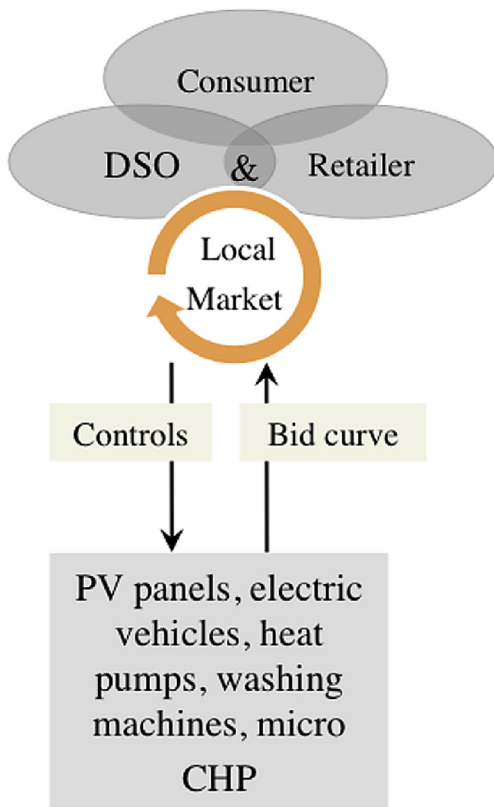 Consumer
DSO & Retailer
Local
Market
Controls Bid curve
PV panels, electric
vehicles, heat
pumps, washing
machines, micro
CHP